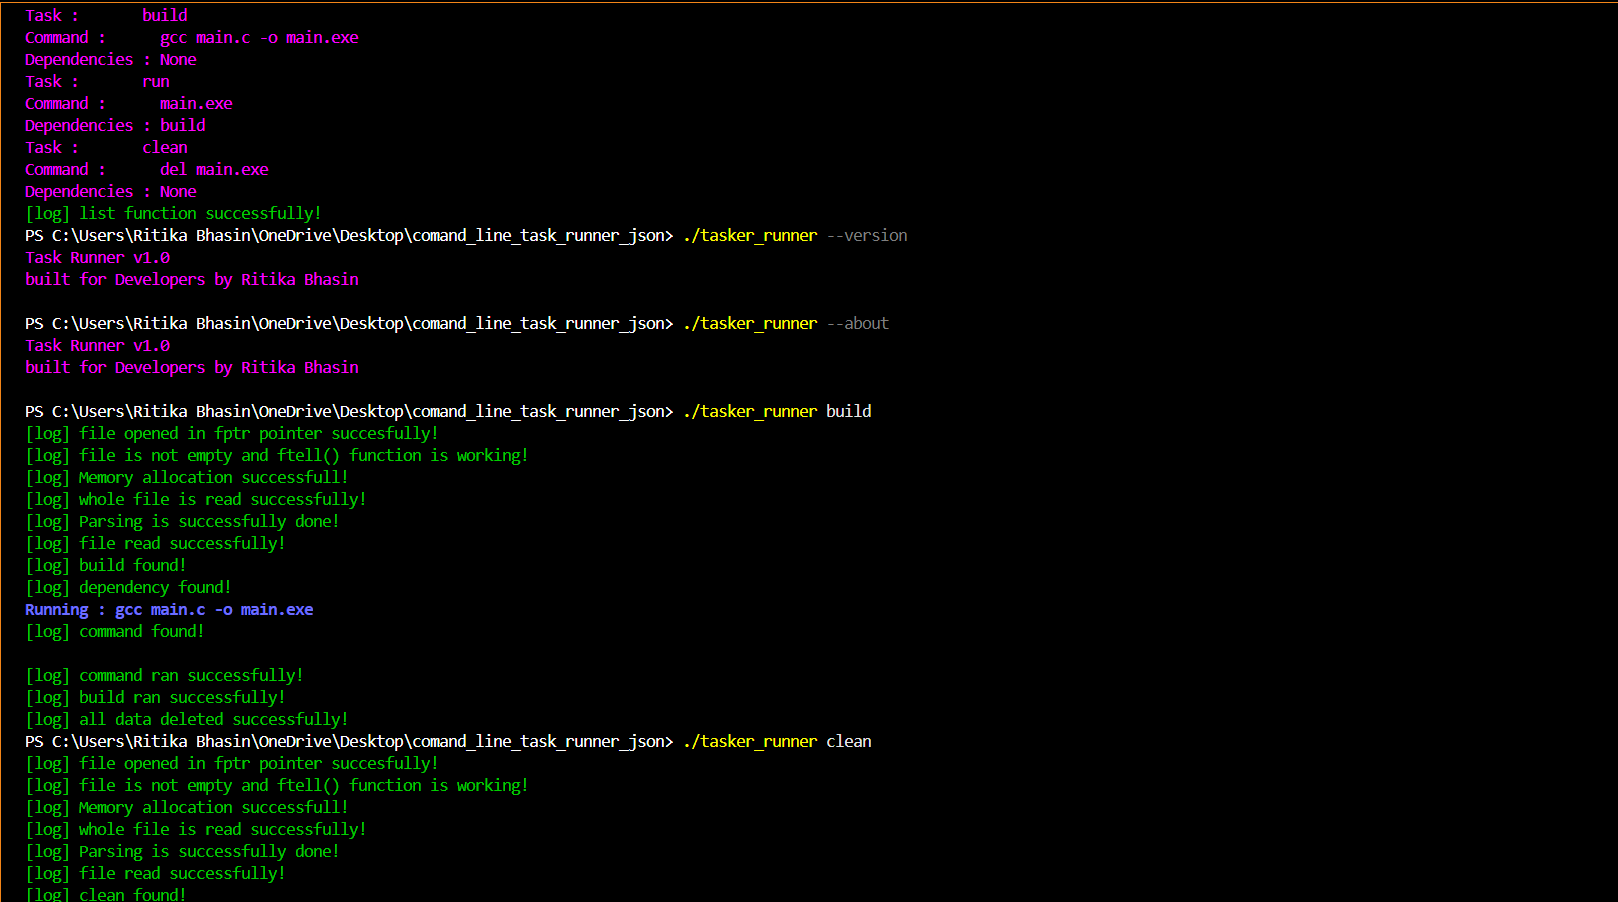 Task :       build
Command :      gcc main.c -o main.exe
Dependencies : None
Task :       run
Command :      main.exe
Dependencies : build
Task :       clean
Command :      del main.exe
Dependencies : None
[log] list function successfully!
PS C:\Users\Ritika Bhasin\OneDrive\Desktop\comand_line_task_runner_json> ./tasker_runner --version
Task Runner v1.0
built for Developers by Ritika Bhasin
PS C:\Users\Ritika Bhasin\OneDrive\Desktop\comand_line_task_runner_json> ./tasker_runner --about
Task Runner v1.0
built for Developers by Ritika Bhasin
PS C:\Users\Ritika Bhasin\OneDrive\Desktop\comand_line_task_runner_json> ./tasker_runner build
[log] file opened in fptr pointer succesfully!
[log] file is not empty and ftell() function is working!
[log] Memory allocation successfull!
[log] whole file is read successfully!
[log] Parsing is successfully done!
[log] file read successfully!
[log] build found!
[log] dependency found!
Running : gcc main.c -o main.exe
[log] command found!
[log] command ran successfully!
[log] build ran successfully!
[log] all data deleted successfully!
PS C:\Users\Ritika Bhasin\OneDrive\Desktop\comand_line_task_runner_json> ./tasker_runner clean
[log] file opened in fptr pointer succesfully!
[log] file is not empty and ftell() function is working!
[log] Memory allocation successfull!
[log] whole file is read successfully!
[log] Parsing is successfully done!
[log] file read successfully!
[log] clean found!